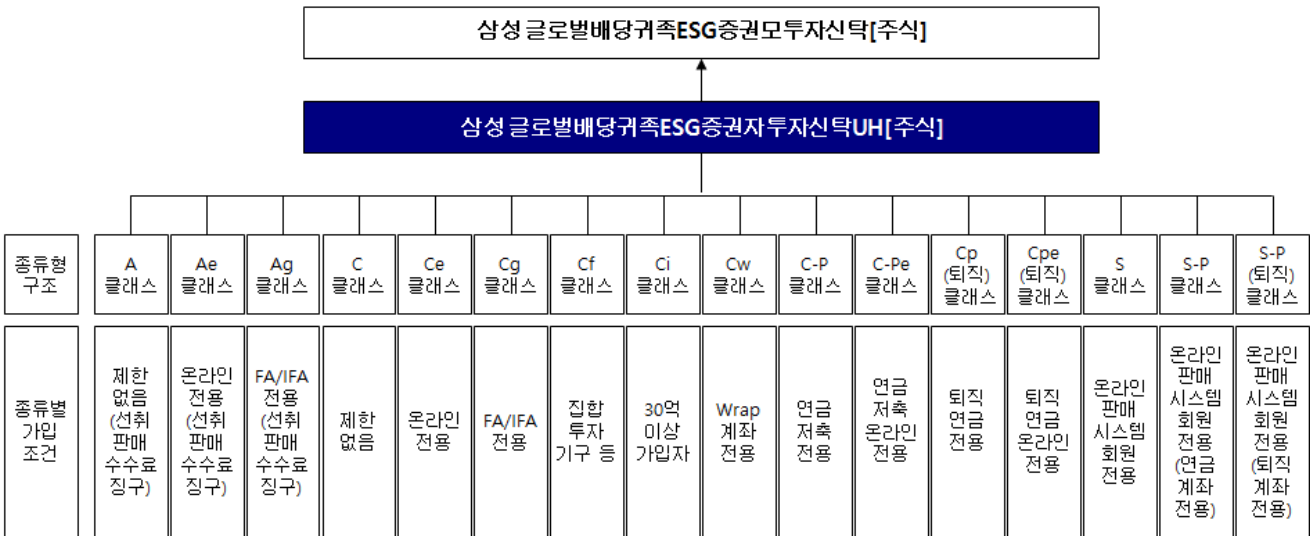 삼성 글로벌배당귀족ESG증권모투자신탁[주식]
삼성 글로벌배당귀족ESG증권자투자신탁UH[주식]
종류형
구조
A
클래스
Ae
클래스
Ag
클래스
C
클래스
Ce
클래스
Cg
클래스
Cf
클래스
Ci
클래스
Cw
클래스
C-P
클래스
C-Pe
클래스
Cp
(퇴직)
클래스
Cpe
(퇴직)
클래스
S
클래스
S-P
클래스
S-P
(퇴직)
클래스
종류별
가입
조건
제한
없음
(선취
판매
수수료
징구)
온라인
전용
(선취
판매
수수료
징구)
FA/IFA
전용
(선취
판매
수수료
징구)
제한
없음
온라인
전용
FA/IFA
전용
집합
투자
기구 등
30억
이상
가입자
Wrap
계좌
전용
연금
저축
전용
연금
저축
온라인
전용
퇴직
연금
전용
퇴직
연금
온라인
전용
온라인
판매
시스템
회원
전용
온라인
판매
시스템
회원
전용
(연금
계좌
전용)
온라인
판매
시스템
회원
전용
(퇴직
계좌
전용)